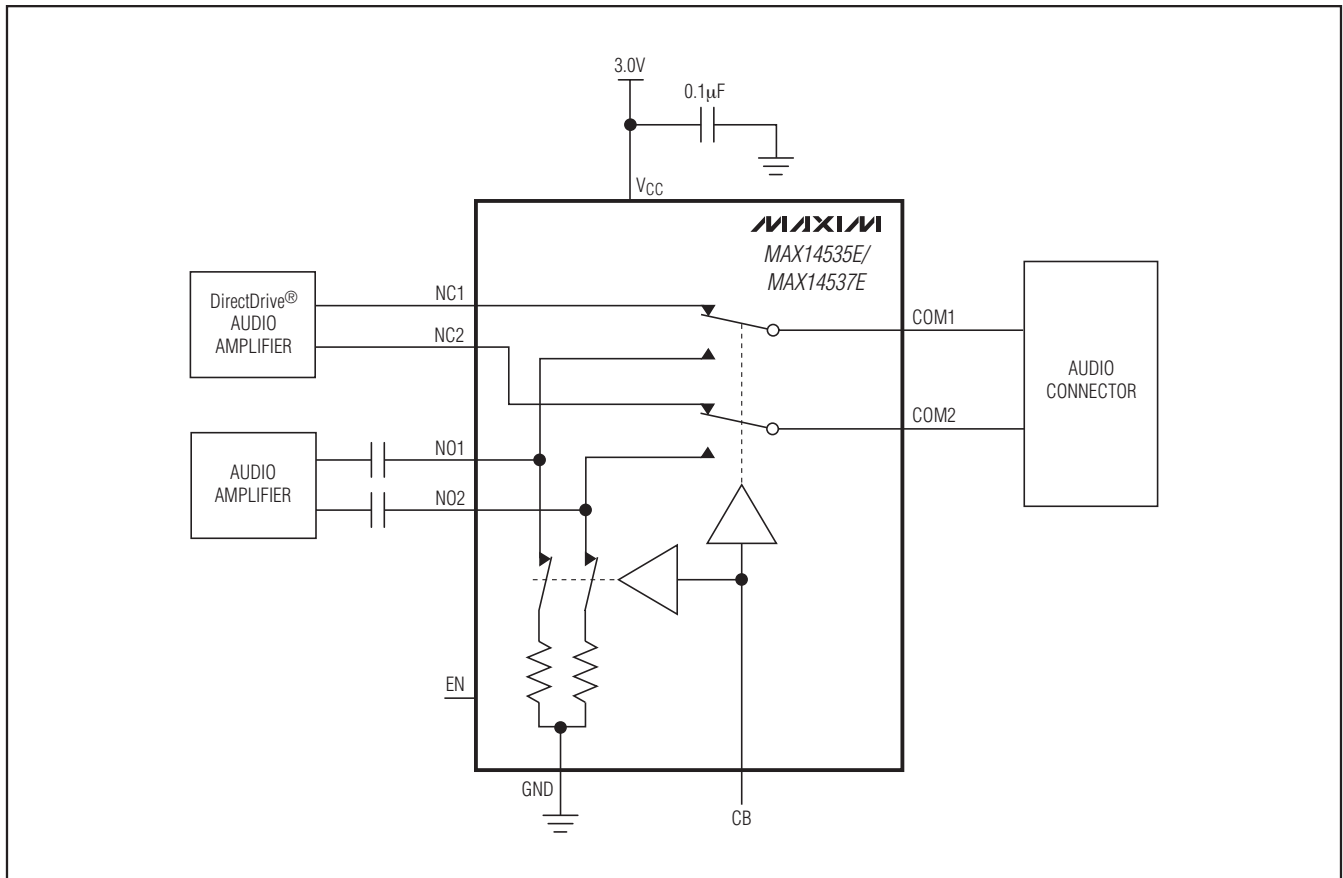 3.0V
0.1μF
VCC
MAXIM
MAX14535E/
MAX14537E
DirectDrive®
AUDIO
AMPLIFIER
NC1
NC2
COM1
COM2
AUDIO
CONNECTOR
AUDIO
AMPLIFIER
NO1
NO2
EN
GND
CB